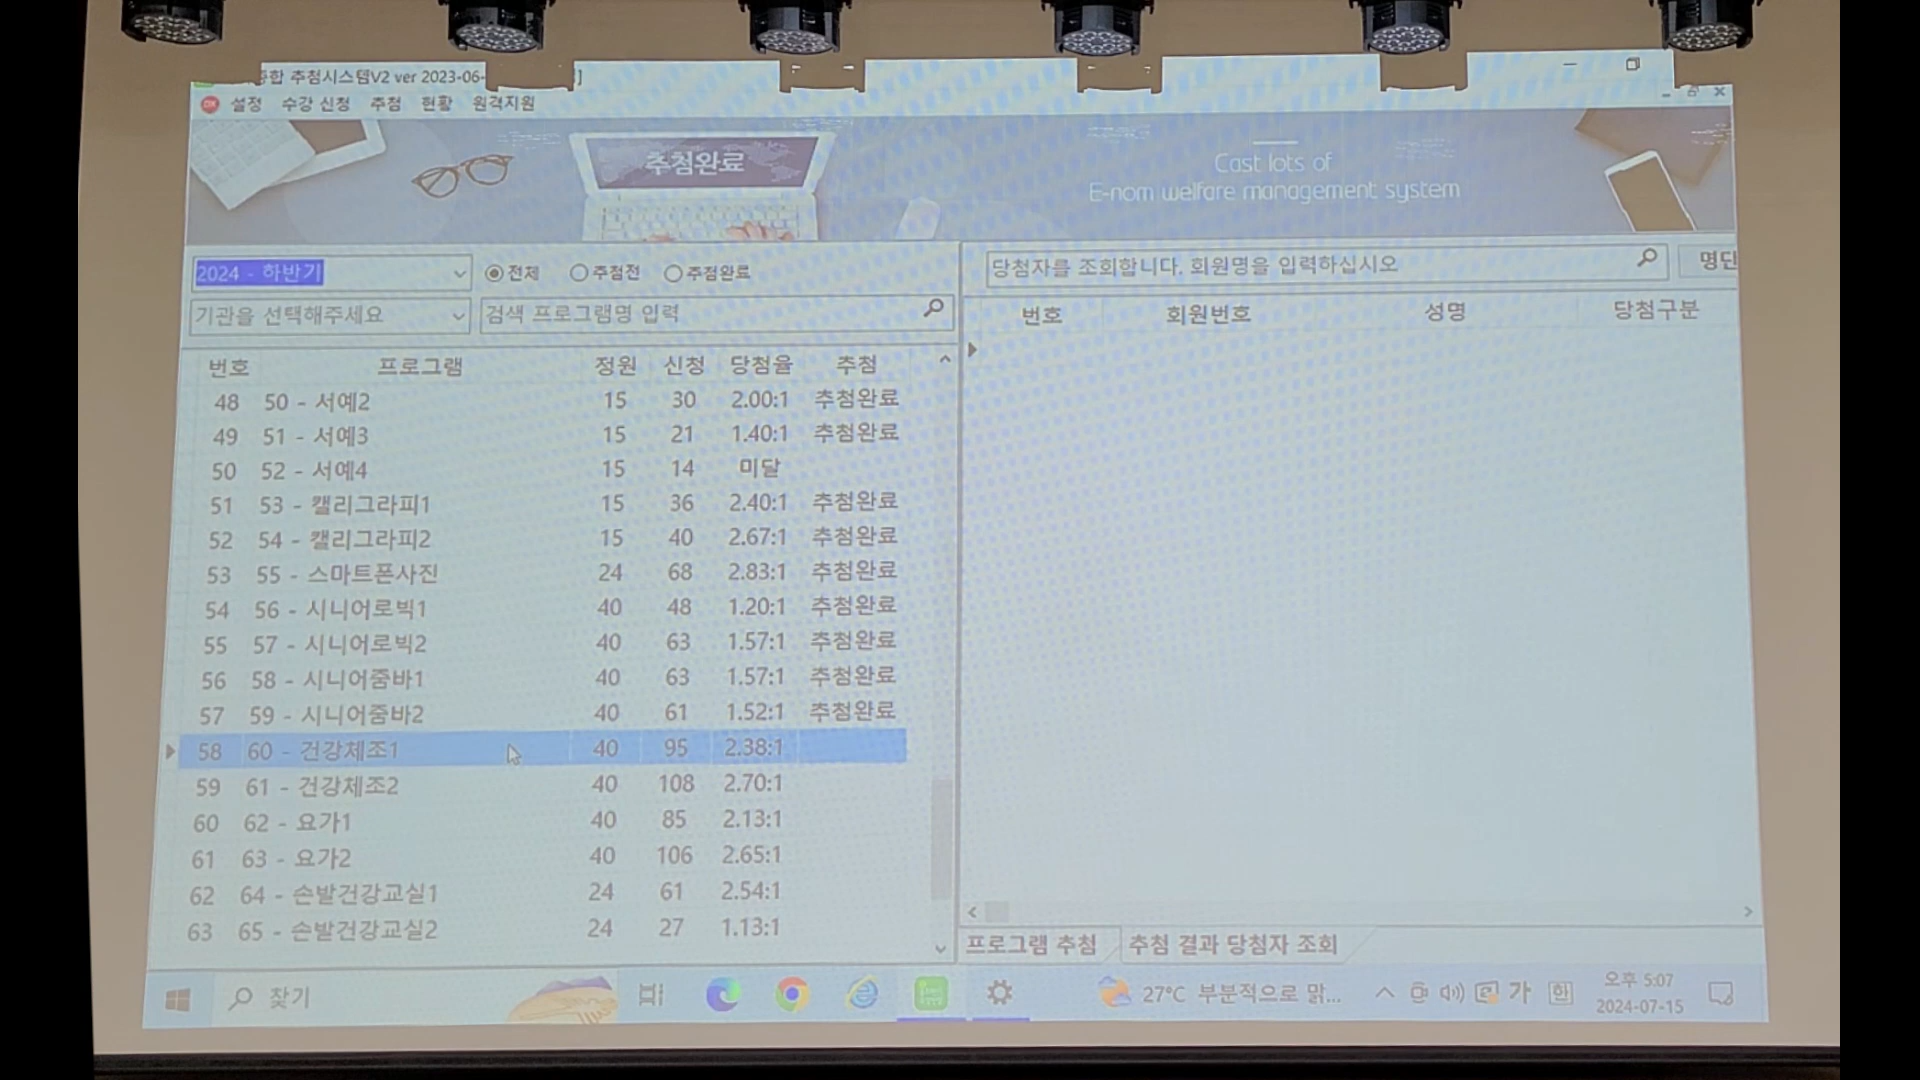 종합 추첨시스템V2 ver 2023-06-
설정 수강 신청 추첨 현황 원격지원
추첨완료
Cast lots of
E-nom welfare management system
2024 - 하반기 전체 추첨전 추첨완료
당첨자를 조회합니다. 회원명을 입력하십시오 명단
기관을 선택해주세요 검색 프로그램명 입력
번호 회원번호 성명 당첨구분
번호 프로그램 정원 신청 당첨율 추첨
48 50 - 서예2 15 30 2.00:1 추첨완료
49 51 - 서예3 15 21 1.40:1 추첨완료
50 52 - 서예4 15 14 미달
51 53 - 캘리그라피1 15 36 2.40:1 추첨완료
52 54 - 캘리그라피2 15 40 2.67:1 추첨완료
53 55 - 스마트폰사진 24 68 2.83:1 추첨완료
54 56 - 시니어로빅1 40 48 1.20:1 추첨완료
55 57 - 시니어로빅2 40 63 1.57:1 추첨완료
56 58 - 시니어줌바1 40 63 1.57:1 추첨완료
57 59 - 시니어줌바2 40 61 1.52:1 추첨완료
58 60 - 건강체조1 40 95 2.38:1
59 61 - 건강체조2 40 108 2.70:1
60 62 - 요가1 40 85 2.13:1
61 63 - 요가2 40 106 2.65:1
62 64 - 손발건강교실1 24 61 2.54:1
63 65 - 손발건강교실2 24 27 1.13:1
프로그램 추첨 추첨 결과 당첨자 조회
찾기
27°C 부분적으로 맑... 가 한
오후 5:07
2024-07-15